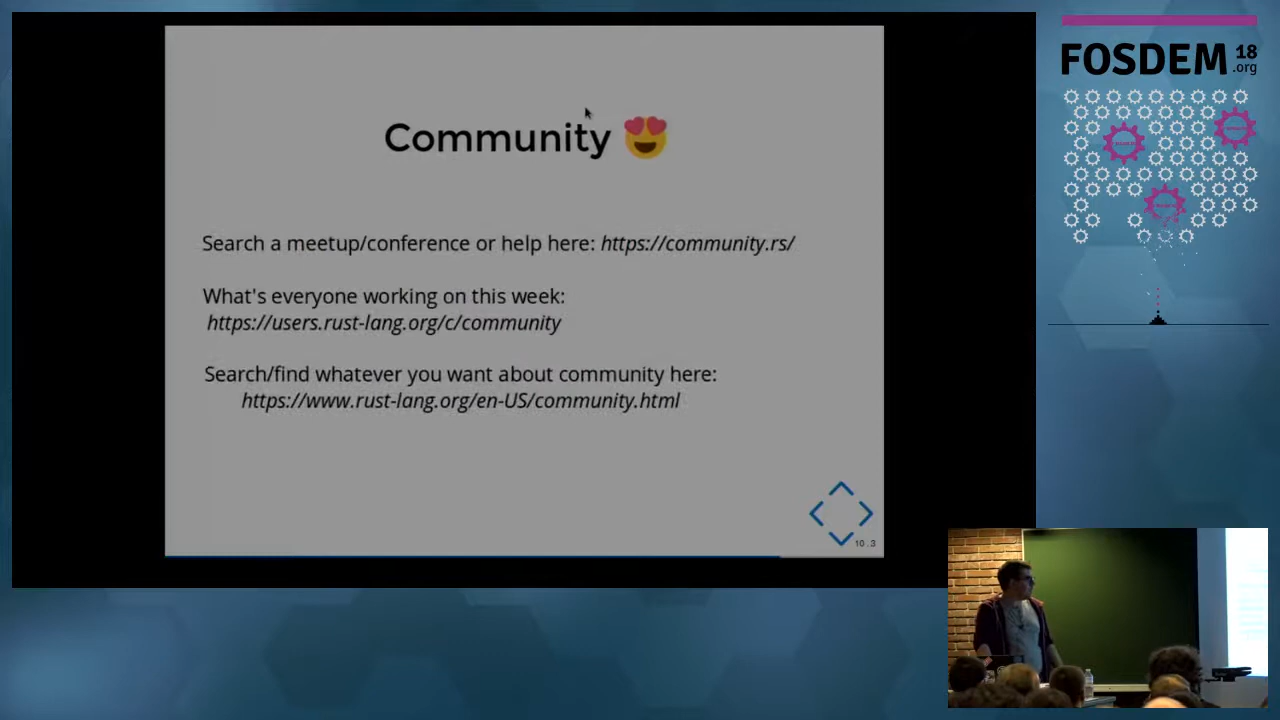 Community
Search a meetup/conference or help here: https://community.rs/
What's everyone working on this week:
https://users.rust-lang.org/c/community
Search/find whatever you want about community here:
https://www.rust-lang.org/en-US/community.html
10.3
FOSDEM 18
.org